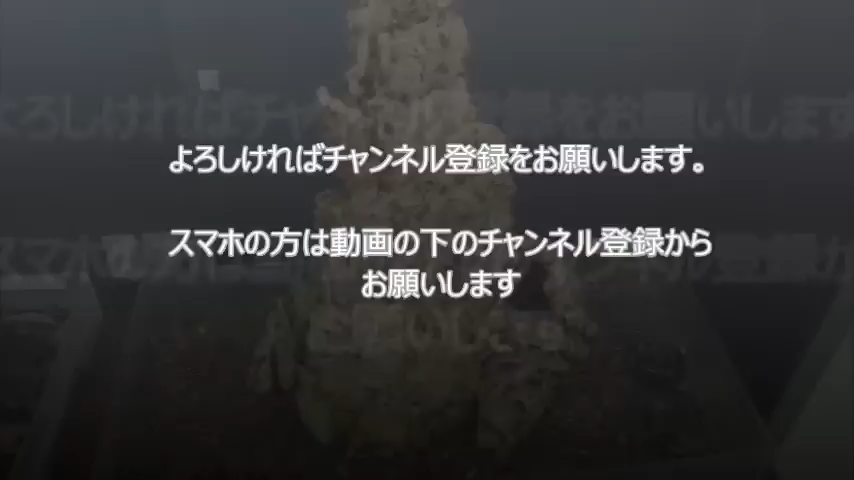 よろしければチャンネル登録をお願いします。
スマホの方は動画の下のチャンネル登録から
お願いします